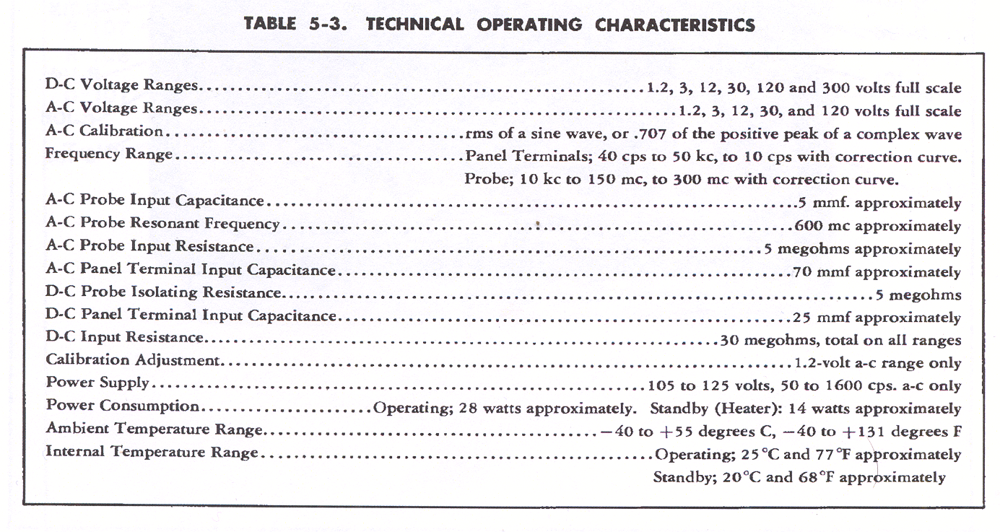 TABLE 5-3. TECHNICAL OPERATING CHARACTERISTICS
D-C Voltage Ranges....................1.2, 3, 12, 30, 120 and 300 volts full scale
A-C Voltage Ranges....................1.2, 3, 12, 30, and 120 volts full scale
A-C Calibration....................rms of a sine wave, or .707 of the positive peak of a complex wave
Frequency Range....................Panel Terminals; 40 cps to 50 kc, to 10 cps with correction curve.
Probe; 10 kc to 150 mc, to 300 mc with correction curve.
A-C Probe Input Capacitance....................5 mmf. approximately
A-C Probe Resonant Frequency....................600 mc approximately
A-C Probe Input Resistance....................5 megohms approximately
A-C Panel Terminal Input Capacitance....................70 mmf approximately
D-C Probe Isolating Resistance....................5 megohms
D-C Panel Terminal Input Capacitance....................25 mmf approximately
D-C Input Resistance....................30 megohms, total on all ranges
Calibration Adjustment....................1.2-volt a-c range only
Power Supply....................105 to 125 volts, 50 to 1600 cps. a-c only
Power Consumption....................Operating; 28 watts approximately. Standby (Heater): 14 watts approximately
Ambient Temperature Range....................−40 to +55 degrees C, −40 to +131 degrees F
Internal Temperature Range....................Operating; 25°C and 77°F approximately
Standby; 20°C and 68°F approximately